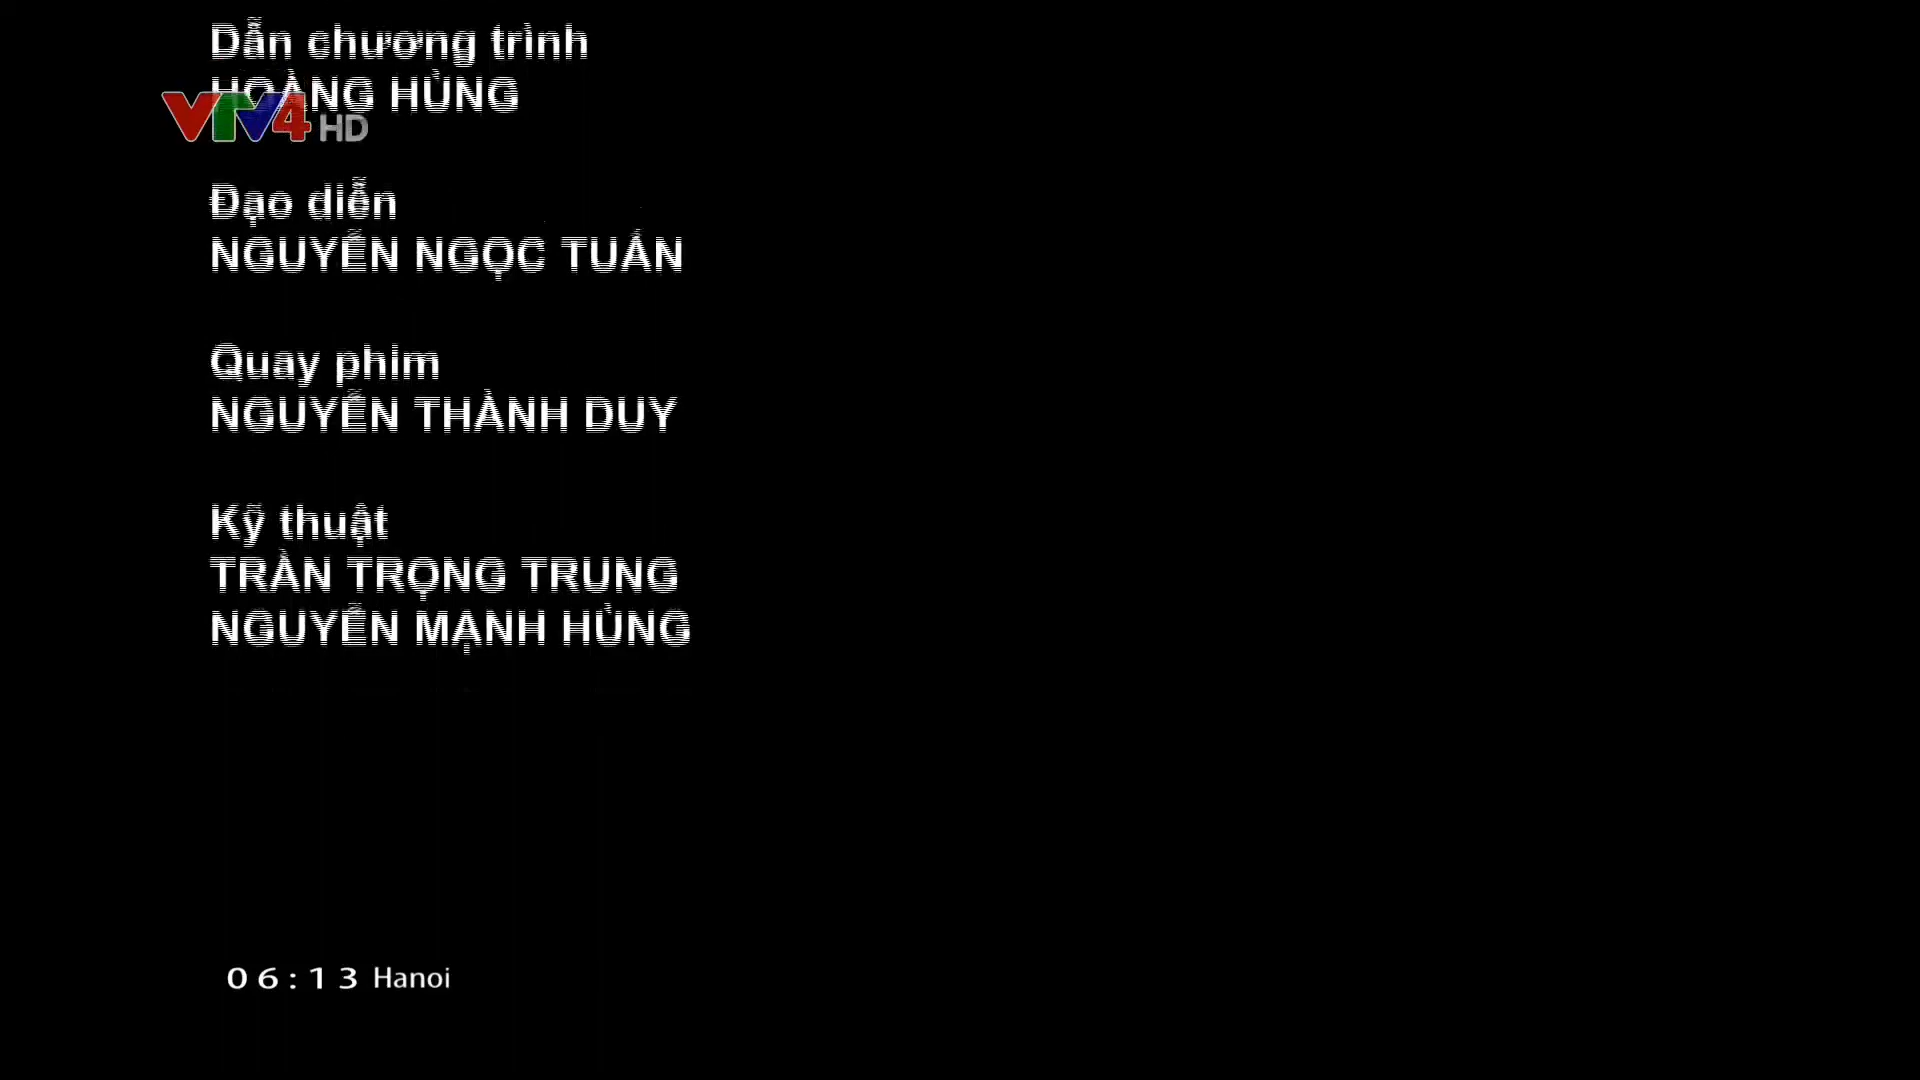 Dẫn chương trình
HOÀNG HÙNG
VTV4 HD
Đạo diễn
NGUYỄN NGỌC TUẤN
Quay phim
NGUYỄN THÀNH DUY
Kỹ thuật
TRẦN TRỌNG TRUNG
NGUYỄN MẠNH HÙNG
06:13 Hanoi